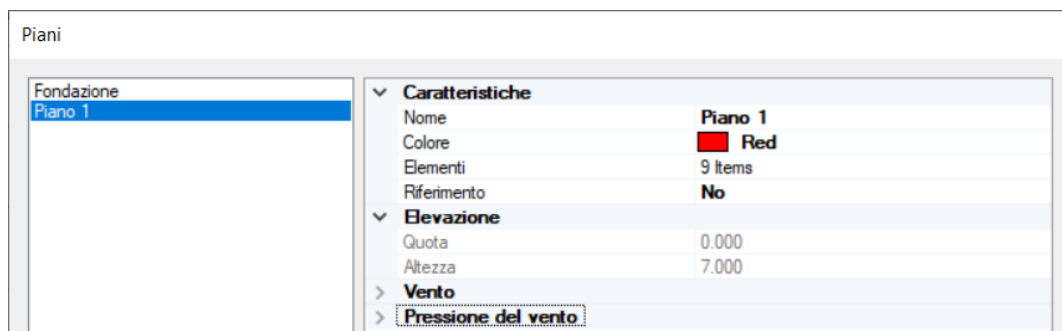 Piani
Fondazione
Piano 1
Caratteristiche
Nome Piano 1
Colore Red
Elementi 9 Items
Riferimento No
Elevazione
Quota 0.000
Altezza 7.000
Vento
Pressione del vento